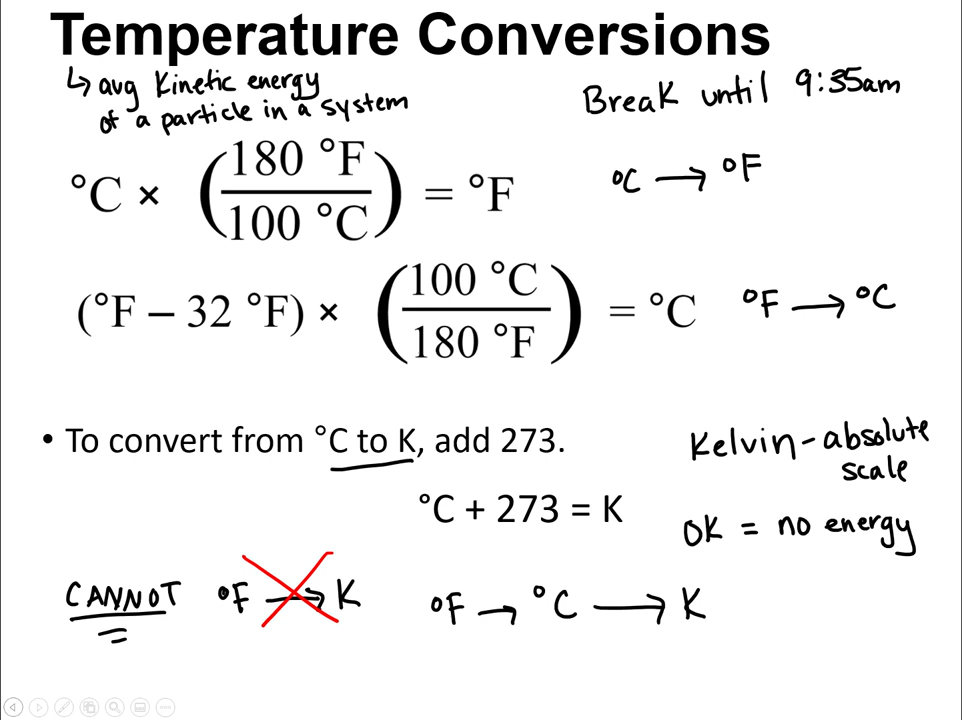 Temperature Conversions
↳ avg Kinetic energy
of a particle in a system
Break until 9:35am
°C × (180 °F / 100 °C) = °F
°C → °F
(°F – 32 °F) × (100 °C / 180 °F) = °C
°F → °C
• To convert from °C to K, add 273.
Kelvin - absolute
scale
°C + 273 = K
0K = no energy
CANNOT °F → K
°F → °C → K